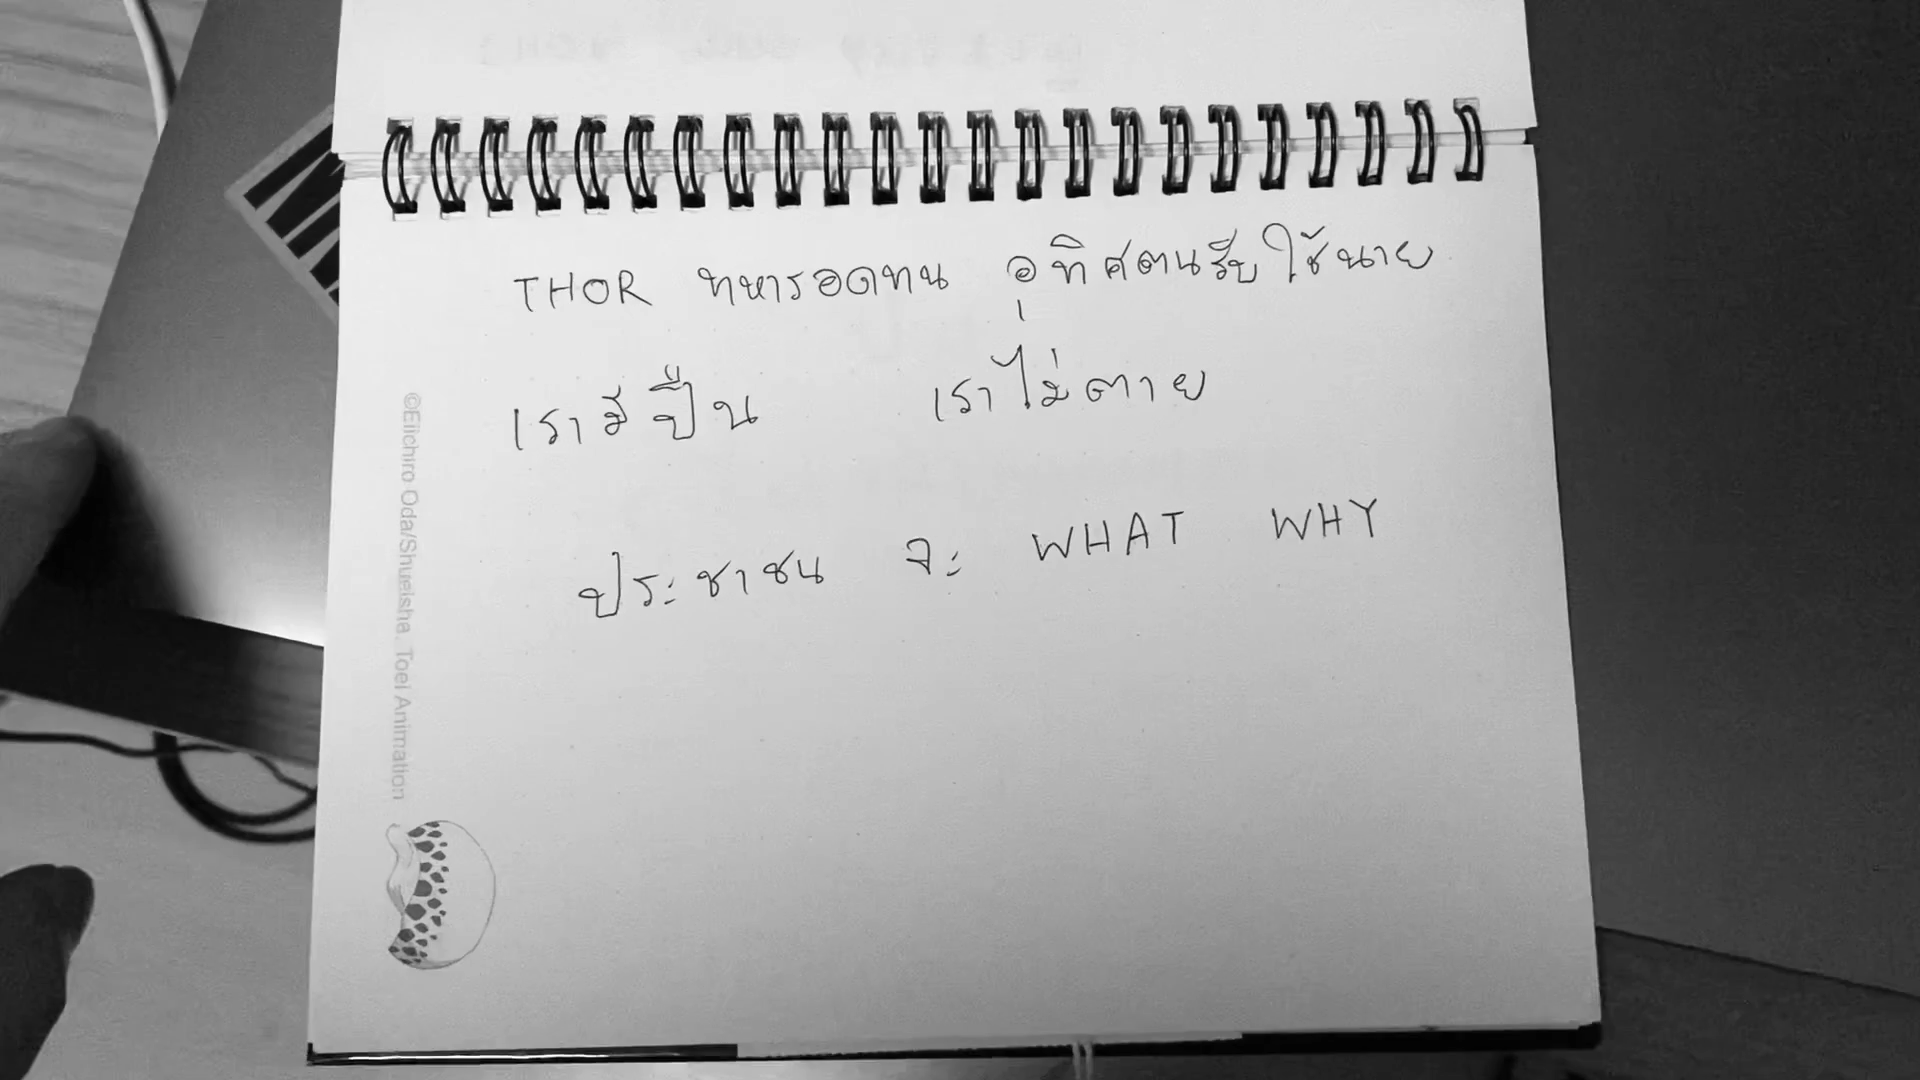 THOR ทหารอดทน อุทิศตนรับใช้นาย
เรามีปืน เราไม่ตาย
ประชาชน จะ WHAT WHY
©Eiichiro Oda/Shueisha, Toei Animation